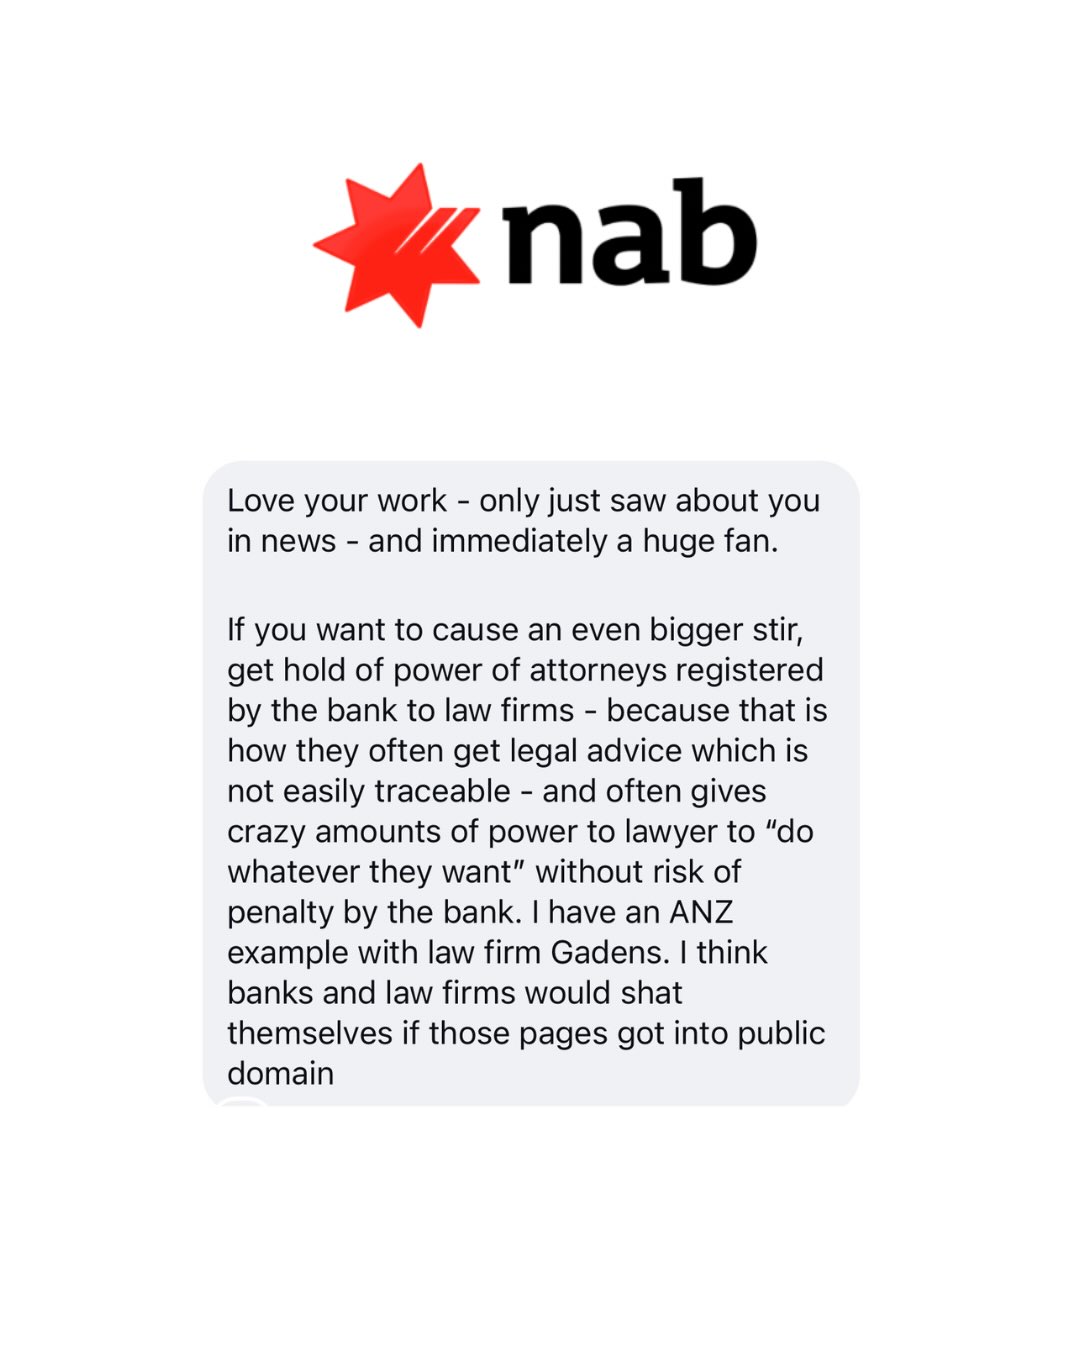 nab
Love your work - only just saw about you
in news - and immediately a huge fan.
If you want to cause an even bigger stir,
get hold of power of attorneys registered
by the bank to law firms - because that is
how they often get legal advice which is
not easily traceable - and often gives
crazy amounts of power to lawyer to “do
whatever they want” without risk of
penalty by the bank. I have an ANZ
example with law firm Gadens. I think
banks and law firms would shat
themselves if those pages got into public
domain